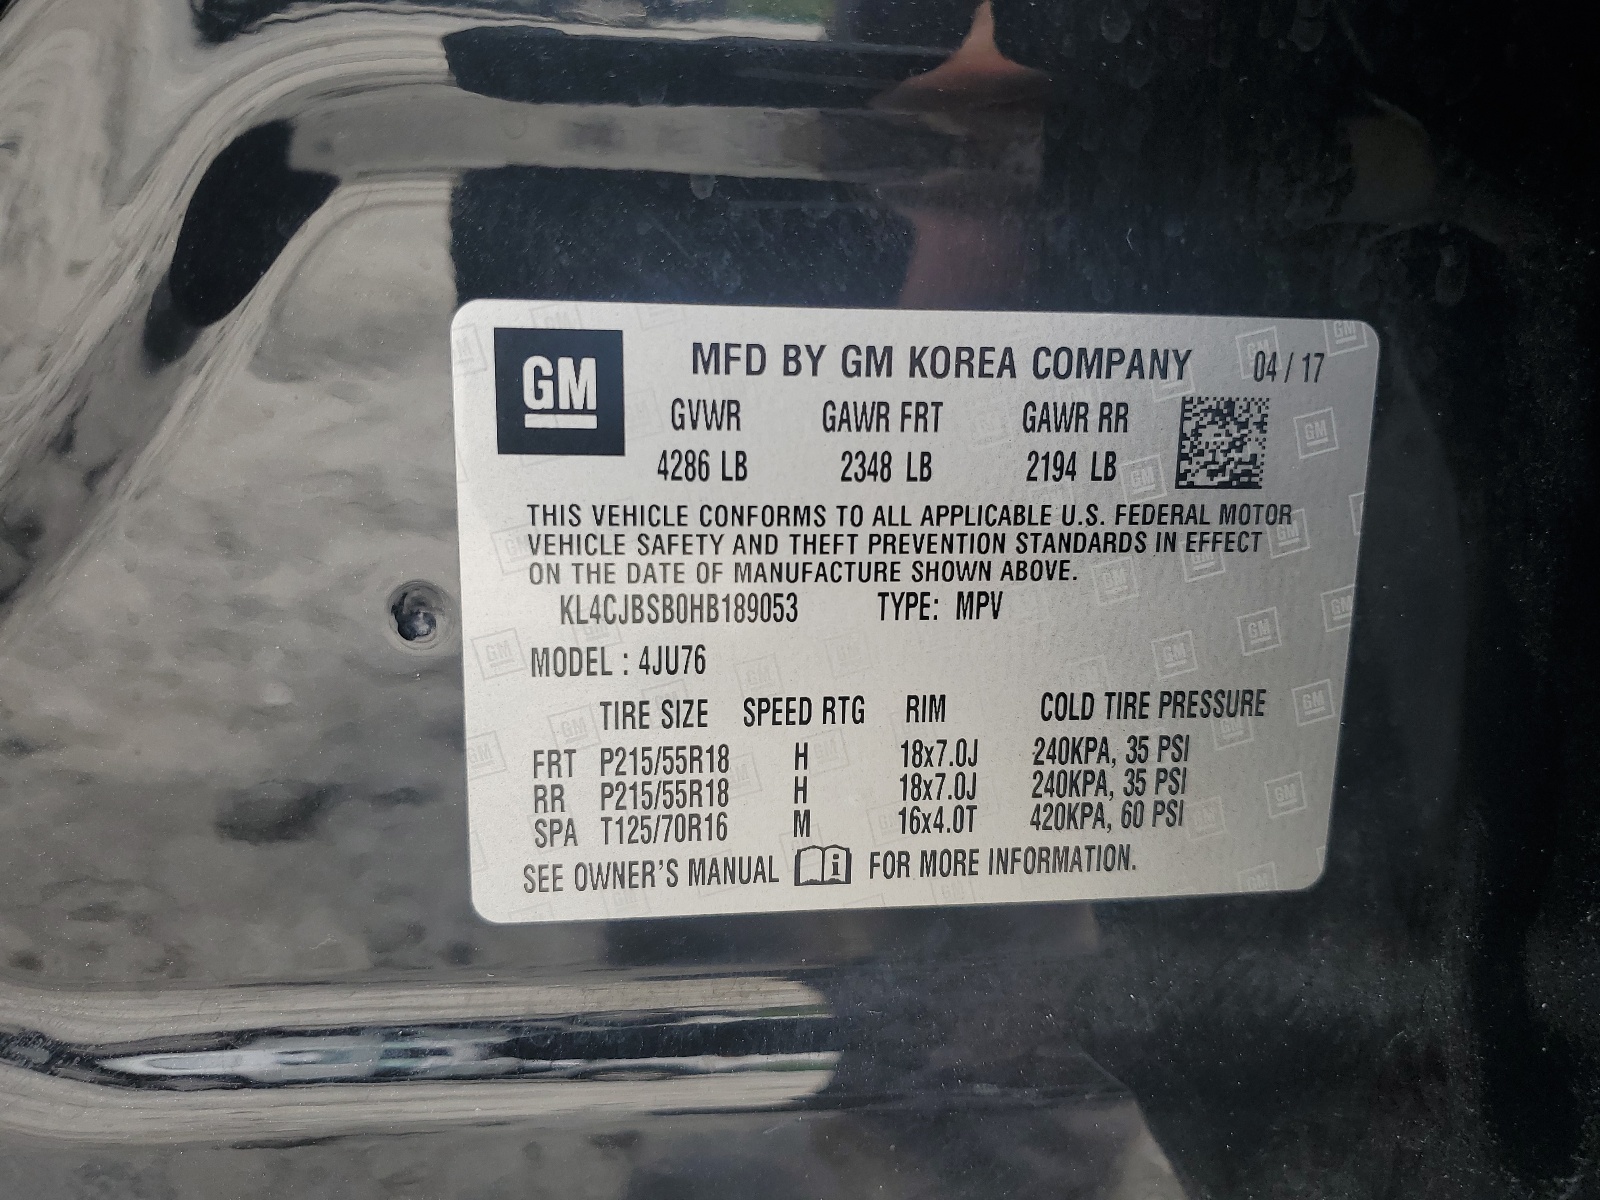 GM
MFD BY GM KOREA COMPANY 04 / 17
GVWR GAWR FRT GAWR RR
4286 LB 2348 LB 2194 LB
THIS VEHICLE CONFORMS TO ALL APPLICABLE U.S. FEDERAL MOTOR
VEHICLE SAFETY AND THEFT PREVENTION STANDARDS IN EFFECT
ON THE DATE OF MANUFACTURE SHOWN ABOVE.
KL4CJBSB0HB189053 TYPE: MPV
MODEL : 4JU76
TIRE SIZE SPEED RTG RIM COLD TIRE PRESSURE
FRT P215/55R18 H 18x7.0J 240KPA, 35 PSI
RR P215/55R18 H 18x7.0J 240KPA, 35 PSI
SPA T125/70R16 M 16x4.0T 420KPA, 60 PSI
SEE OWNER'S MANUAL i FOR MORE INFORMATION.